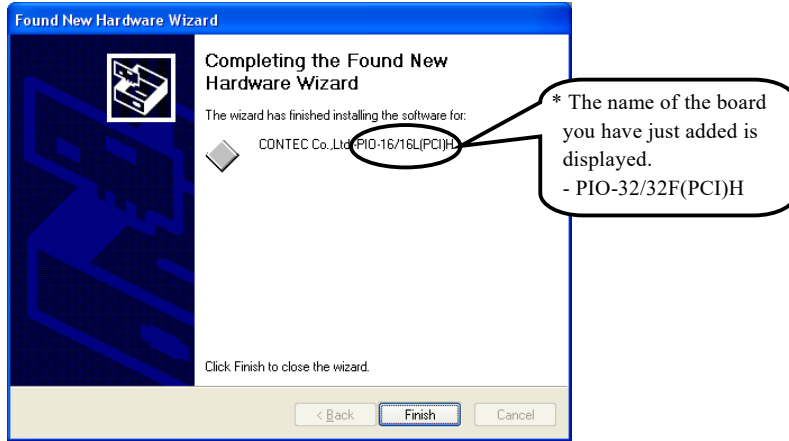 Found New Hardware Wizard
Completing the Found New
Hardware Wizard
The wizard has finished installing the software for:
CONTEC Co.,Ltd PIO-16/16L(PCI)H
Click Finish to close the wizard.
< Back
Finish
Cancel
* The name of the board
you have just added is
displayed.
- PIO-32/32F(PCI)H